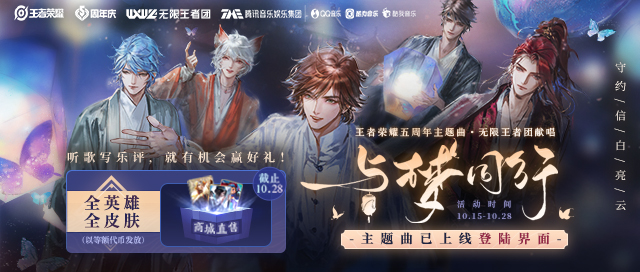 王者荣耀 周年庆 无限王者团 TME 腾讯音乐娱乐集团 QQ音乐 酷狗音乐 酷我音乐
守约/信/白/亮/云
王者荣耀五周年主题曲·无限王者团献唱
与梦同行
活动时间
10.15-10.28
-主题曲已上线登陆界面-
听歌写乐评,就有机会赢好礼!
全英雄
全皮肤
(以等额代币发放)
截止
10.28
商城直售